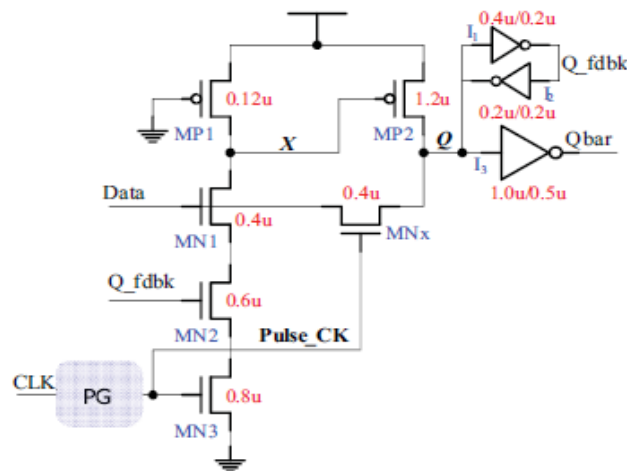 0.4u/0.2u
I1
Q_fdbk
I2
0.2u/0.2u
0.12u
1.2u
MP1
X
MP2
Q
Qbar
I3
1.0u/0.5u
Data
0.4u
0.4u
MN1
MNx
Q_fdbk
0.6u
MN2
Pulse_CK
CLK
PG
0.8u
MN3